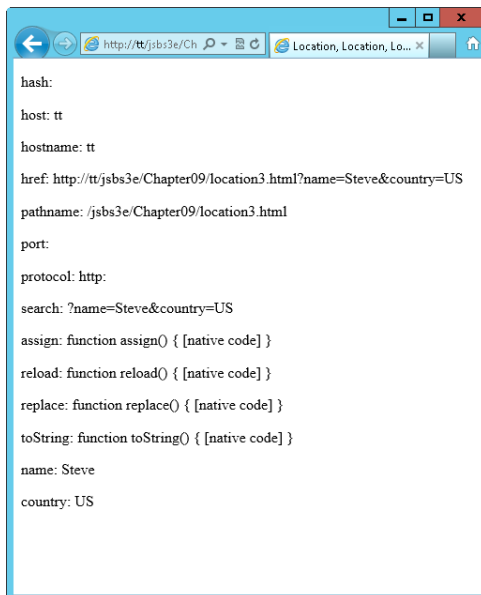 http://tt/jsbs3e/Ch
Location, Location, Lo...
hash:
host: tt
hostname: tt
href: http://tt/jsbs3e/Chapter09/location3.html?name=Steve&country=US
pathname: /jsbs3e/Chapter09/location3.html
port:
protocol: http:
search: ?name=Steve&country=US
assign: function assign() { [native code] }
reload: function reload() { [native code] }
replace: function replace() { [native code] }
toString: function toString() { [native code] }
name: Steve
country: US